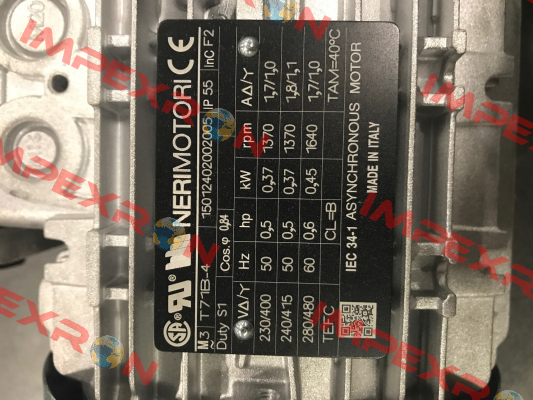 NERIMOTORI CE
M3~ T71B-4 15012402002005 IP 55 InC F2
Duty S1 Cos.φ 0,84
V Δ/Y Hz hp kW rpm A Δ/Y
230/400 50 0,5 0,37 1370 1,7/1,0
240/415 50 0,5 0,37 1370 1,8/1,1
280/480 60 0,6 0,45 1640 1,7/1,0
TEFC CL=B TAM=40°C
IEC 34-1 ASYNCHRONOUS MOTOR
MADE IN ITALY
IMPEXRON
IMPEXRON
IMPEXRON